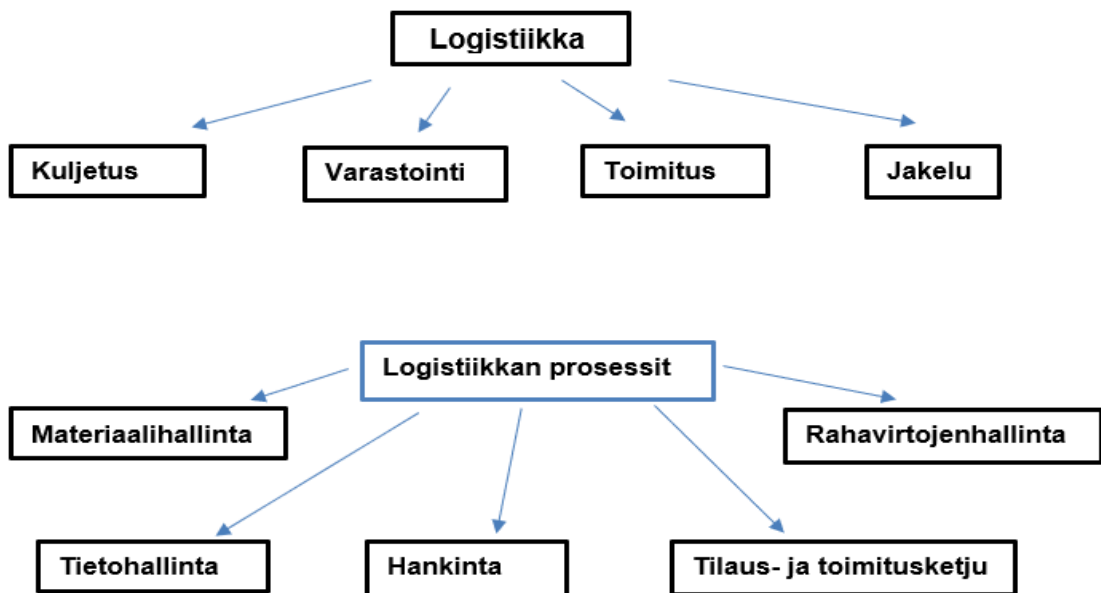 Logistiikka
Kuljetus
Varastointi
Toimitus
Jakelu
Logistiikkan prosessit
Materiaalihallinta
Rahavirtojenhallinta
Tietohallinta
Hankinta
Tilaus- ja toimitusketju